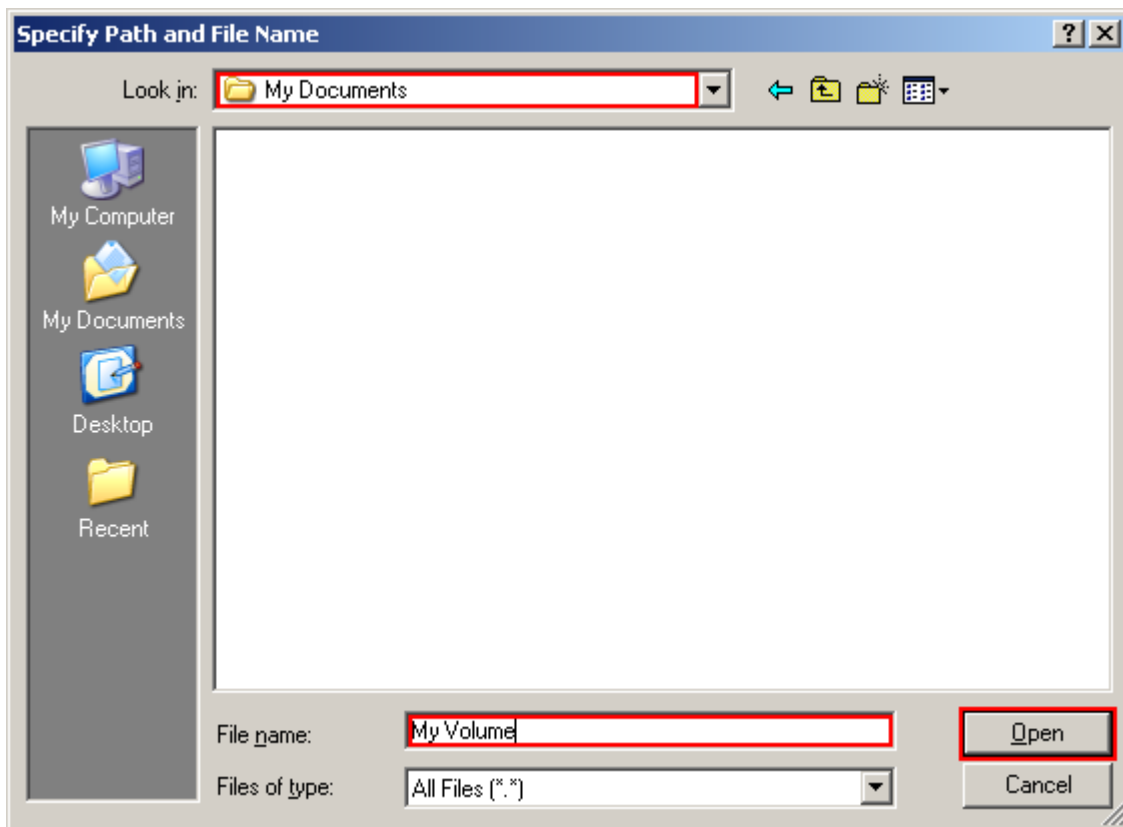 Specify Path and File Name
Look in:
My Documents
My Computer
My Documents
Desktop
Recent
File name:
My Volume
Open
Files of type:
All Files (*.*)
Cancel